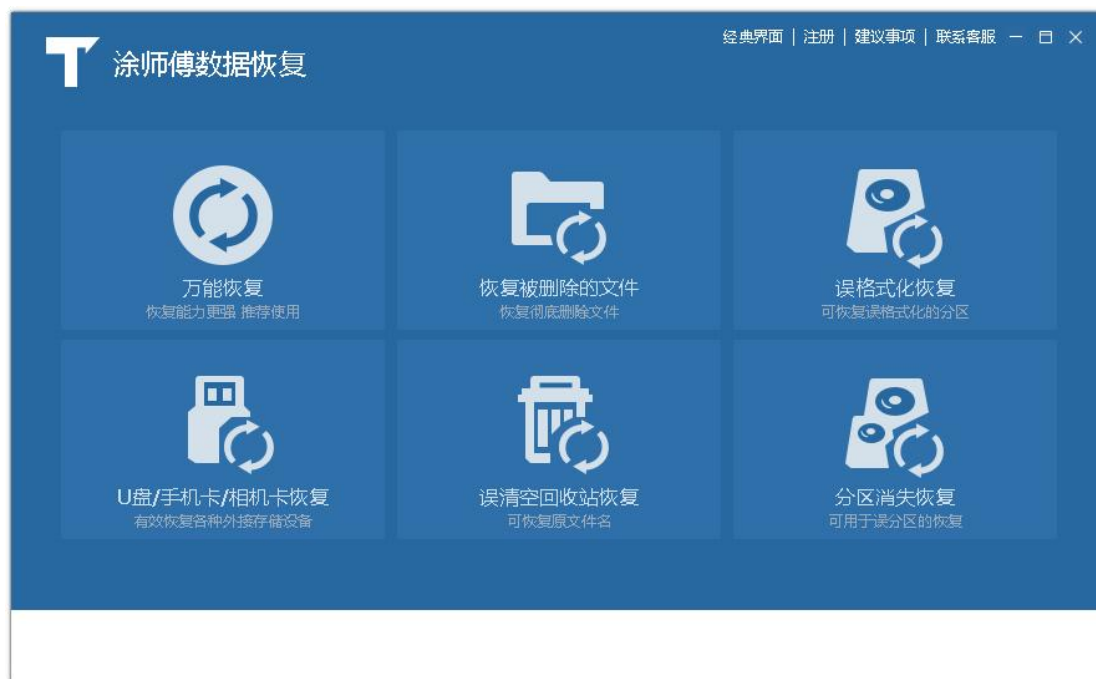 经典界面 | 注册 | 建议事项 | 联系客服
涂师傅数据恢复
万能恢复
恢复能力更强 推荐使用
恢复被删除的文件
恢复彻底删除文件
误格式化恢复
可恢复误格式化的分区
U盘/手机卡/相机卡恢复
有效恢复各种外接存储设备
误清空回收站恢复
可恢复原文件名
分区消失恢复
可用于误分区的恢复